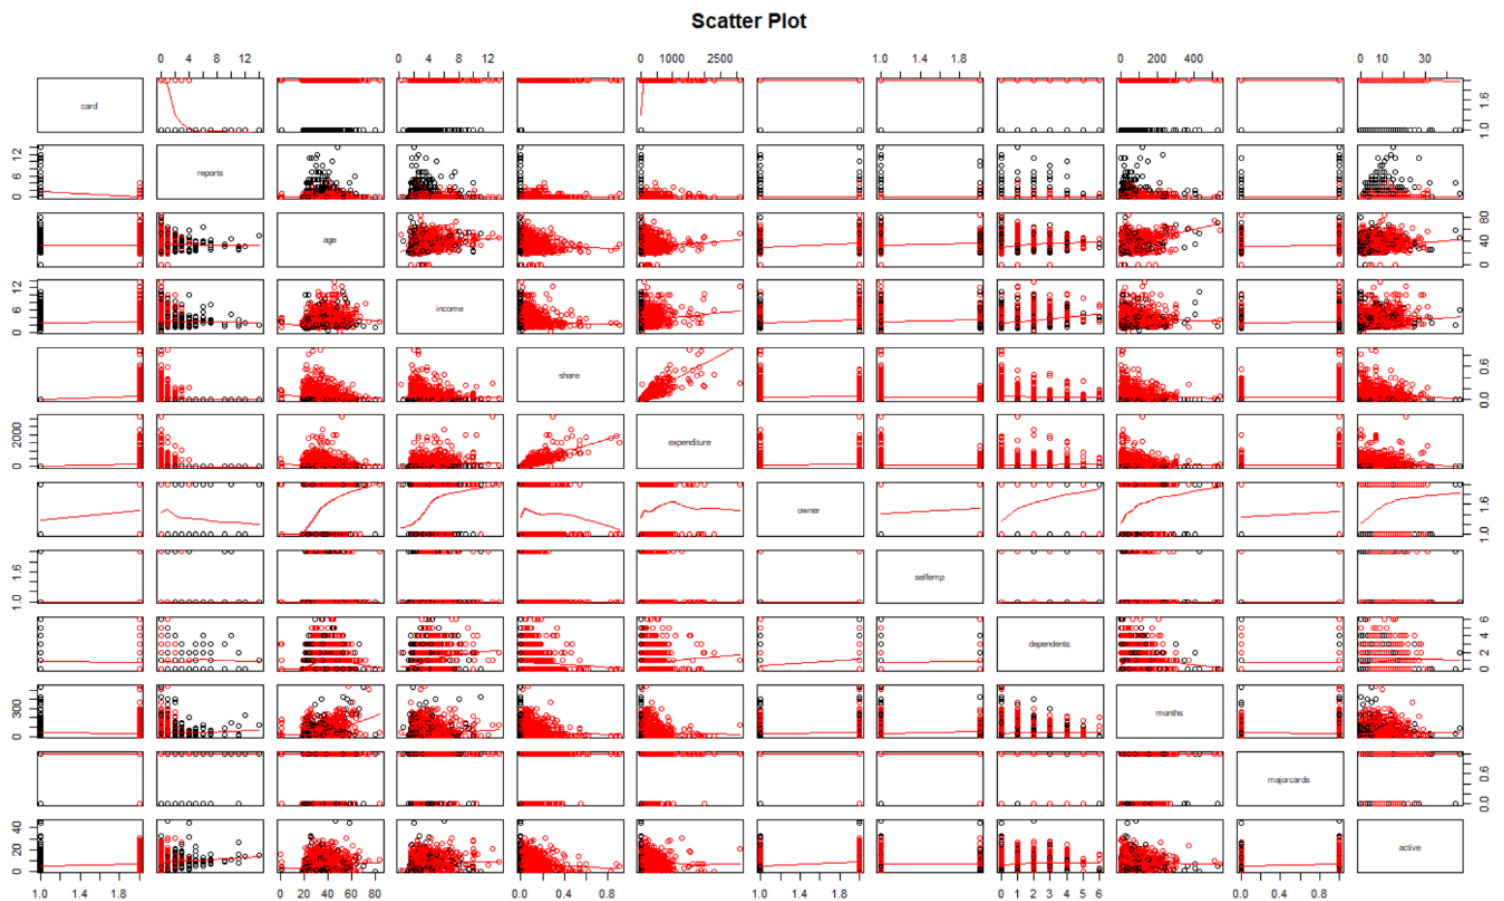 Scatter Plot
0 4 8 12
0 4 8 12
0 1000 2500
1.0 1.4 1.8
0 200 400
0 10 30
card
1.0 1.6
0 6 12
reports
age
0 40 80
0 6 12
income
share
0.0 0.6
0 2000
expenditure
owner
1.0 1.6
1.0 1.6
selfemp
dependents
0 2 4 6
0 300
months
majorcards
0.0 0.6
0 20 40
active
1.0 1.4 1.8
0 20 40 60 80
0.0 0.4 0.8
1.0 1.4 1.8
0 1 2 3 4 5 6
0.0 0.4 0.8